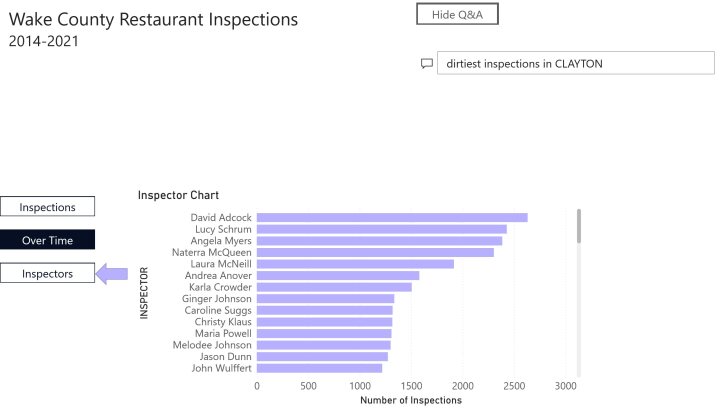 Wake County Restaurant Inspections
2014-2021
Hide Q&A
dirtiest inspections in CLAYTON
Inspections
Over Time
Inspectors
Inspector Chart
INSPECTOR
David Adcock
Lucy Schrum
Angela Myers
Naterra McQueen
Laura McNeill
Andrea Anover
Karla Crowder
Ginger Johnson
Caroline Suggs
Christy Klaus
Maria Powell
Melodee Johnson
Jason Dunn
John Wulffert
0 500 1000 1500 2000 2500 3000
Number of Inspections